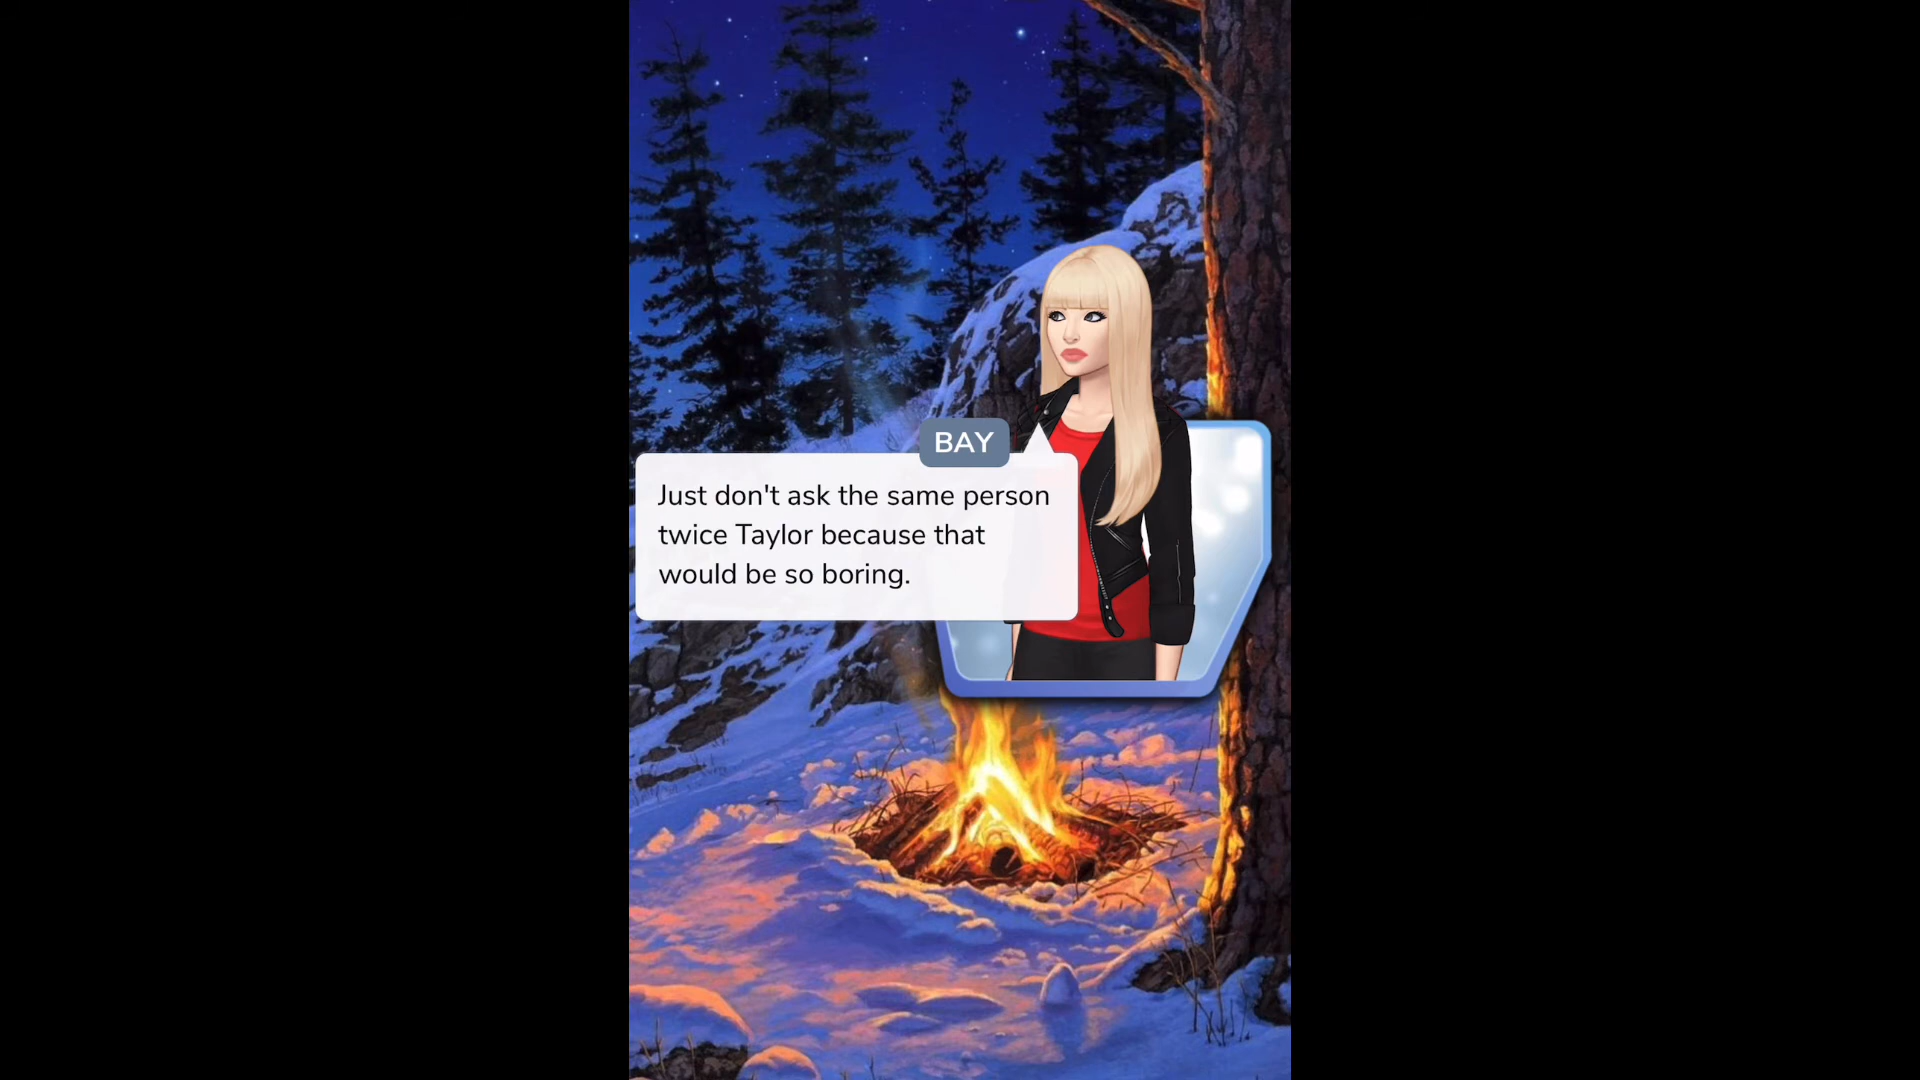 BAY
Just don't ask the same person
twice Taylor because that
would be so boring.